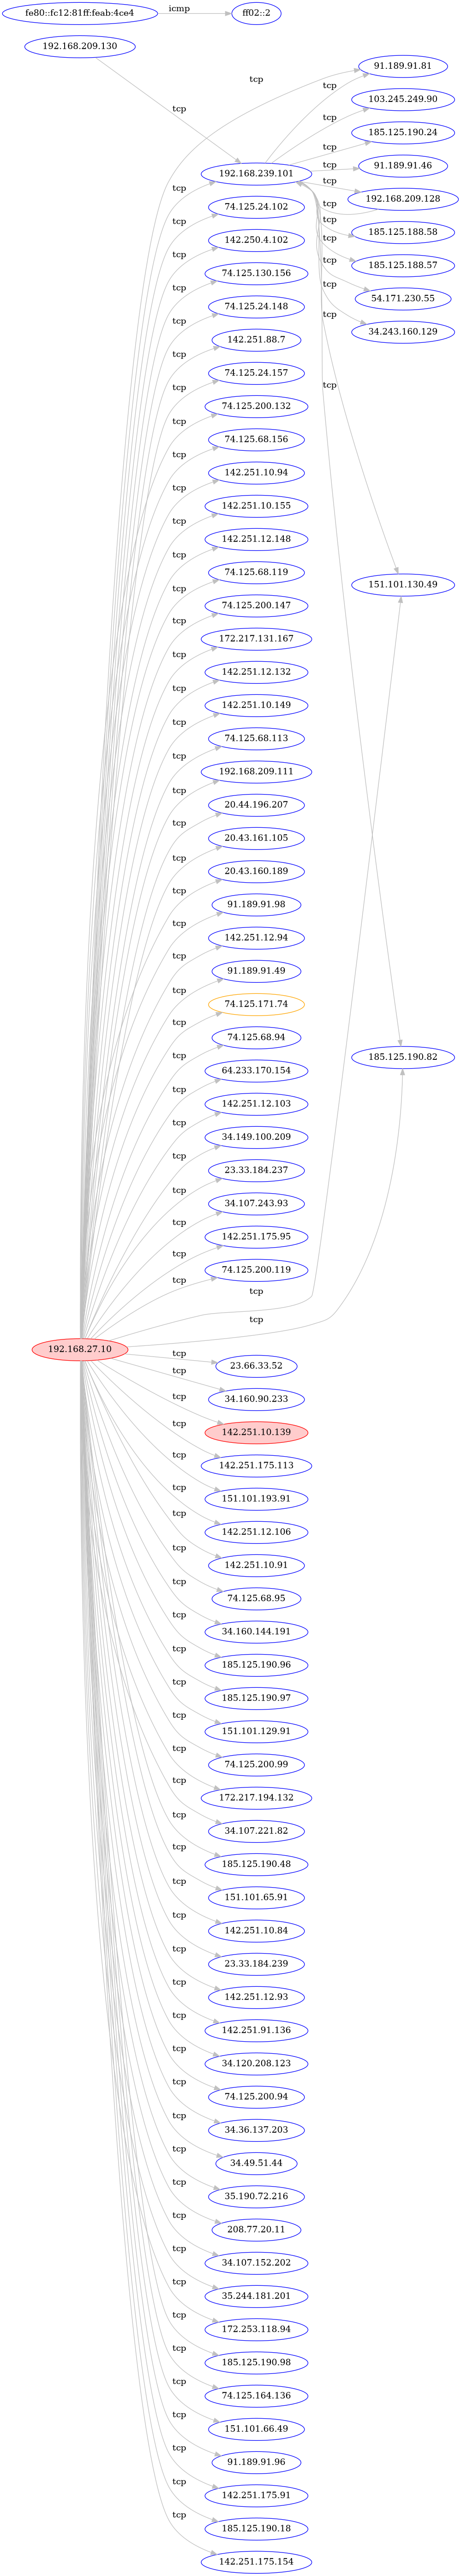 fe80::fc12:81ff:feab:4ce4
icmp
ff02::2
192.168.209.130
91.189.91.81
tcp
tcp
103.245.249.90
tcp
tcp
185.125.190.24
tcp
91.189.91.46
tcp
192.168.239.101
tcp
192.168.209.128
tcp
tcp
74.125.24.102
tcp
185.125.188.58
tcp
142.250.4.102
tcp
185.125.188.57
tcp
74.125.130.156
tcp
54.171.230.55
tcp
74.125.24.148
tcp
34.243.160.129
tcp
142.251.88.7
tcp
74.125.24.157
tcp
tcp
74.125.200.132
tcp
74.125.68.156
tcp
142.251.10.94
tcp
142.251.10.155
tcp
142.251.12.148
tcp
74.125.68.119
151.101.130.49
tcp
74.125.200.147
tcp
172.217.131.167
tcp
142.251.12.132
tcp
142.251.10.149
tcp
74.125.68.113
tcp
192.168.209.111
tcp
20.44.196.207
tcp
20.43.161.105
tcp
20.43.160.189
tcp
91.189.91.98
tcp
142.251.12.94
tcp
91.189.91.49
tcp
74.125.171.74
tcp
74.125.68.94
185.125.190.82
tcp
64.233.170.154
tcp
142.251.12.103
tcp
34.149.100.209
tcp
23.33.184.237
tcp
34.107.243.93
tcp
142.251.175.95
tcp
74.125.200.119
tcp
tcp
tcp
192.168.27.10
tcp
23.66.33.52
tcp
34.160.90.233
tcp
142.251.10.139
tcp
142.251.175.113
tcp
151.101.193.91
tcp
142.251.12.106
tcp
142.251.10.91
tcp
74.125.68.95
tcp
34.160.144.191
tcp
185.125.190.96
tcp
185.125.190.97
tcp
151.101.129.91
tcp
74.125.200.99
tcp
172.217.194.132
tcp
34.107.221.82
tcp
185.125.190.48
tcp
151.101.65.91
tcp
142.251.10.84
tcp
23.33.184.239
tcp
142.251.12.93
tcp
142.251.91.136
tcp
34.120.208.123
tcp
74.125.200.94
tcp
34.36.137.203
tcp
34.49.51.44
tcp
35.190.72.216
tcp
208.77.20.11
tcp
34.107.152.202
tcp
35.244.181.201
tcp
172.253.118.94
tcp
185.125.190.98
tcp
74.125.164.136
tcp
151.101.66.49
tcp
91.189.91.96
tcp
142.251.175.91
tcp
185.125.190.18
tcp
142.251.175.154